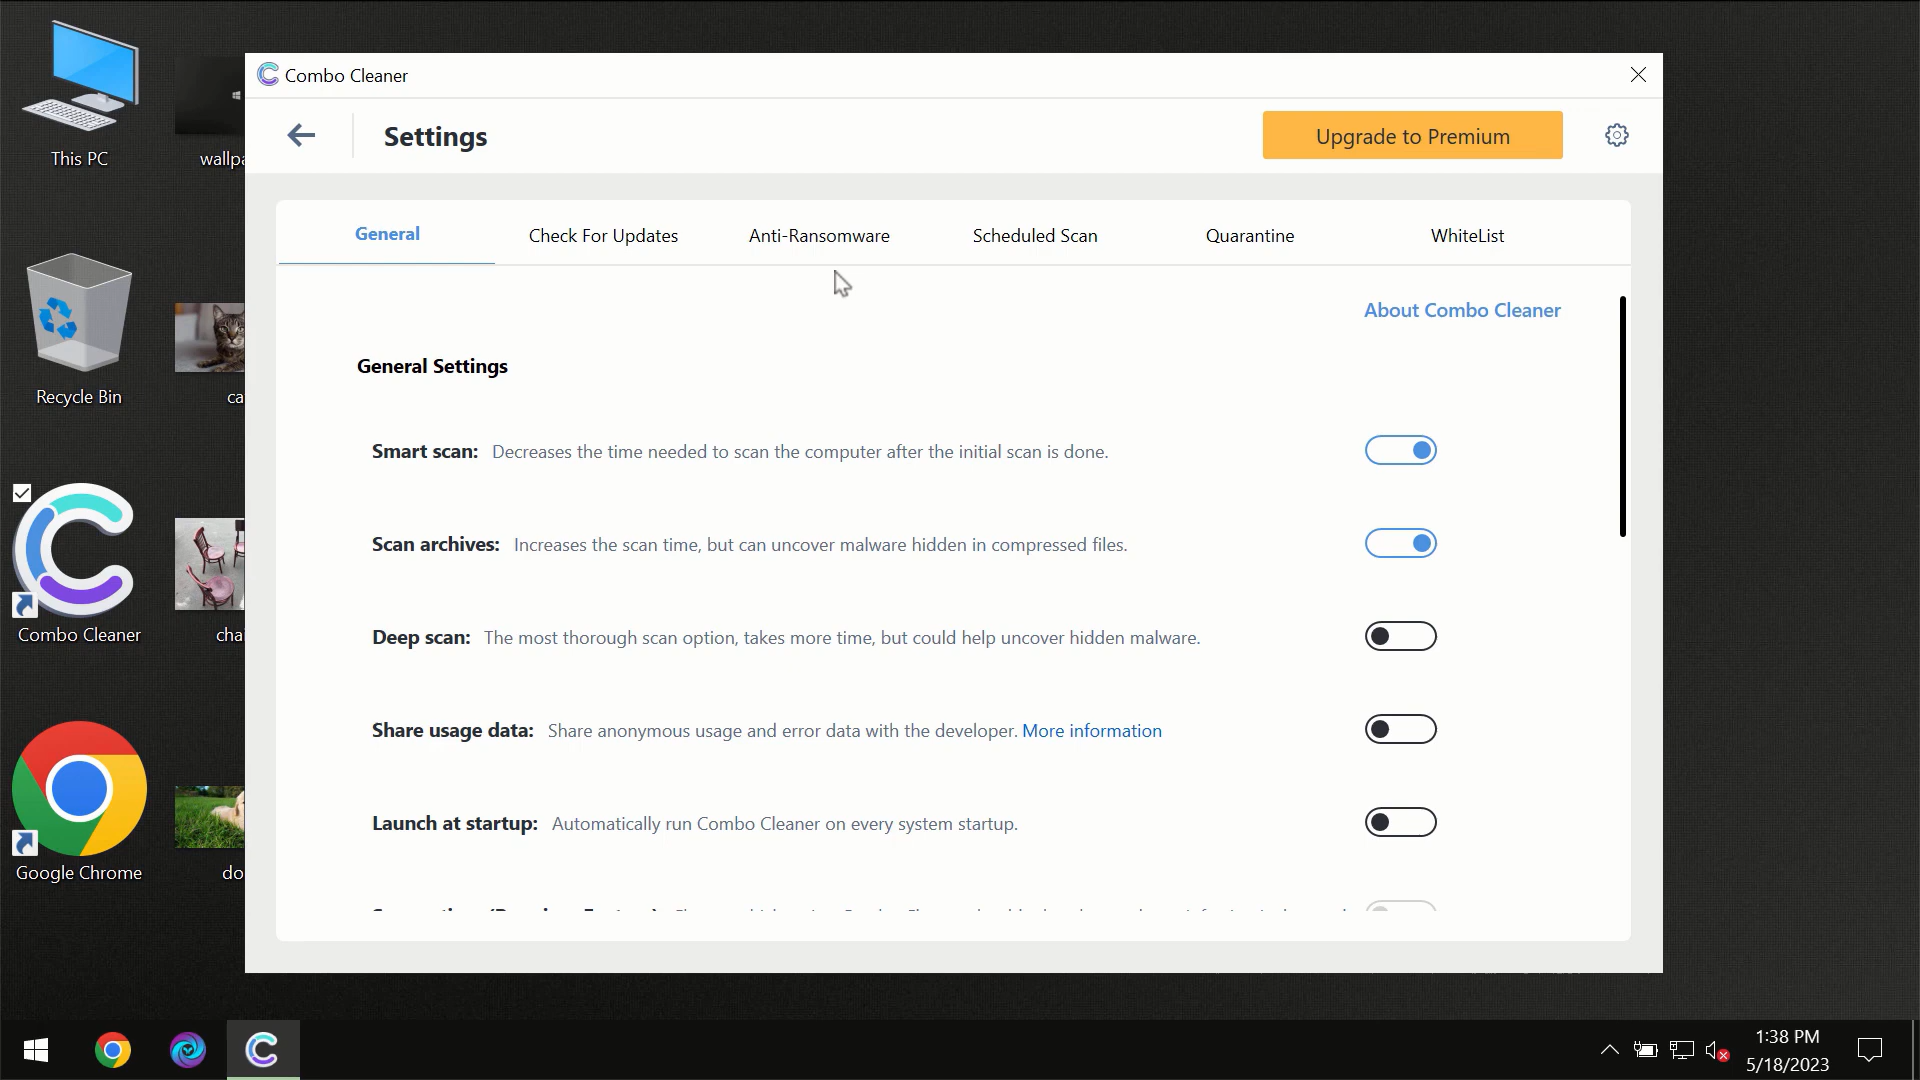 Combo Cleaner
Settings
Upgrade to Premium
General
Check For Updates
Anti-Ransomware
Scheduled Scan
Quarantine
WhiteList
About Combo Cleaner
General Settings
Smart scan: Decreases the time needed to scan the computer after the initial scan is done.
Scan archives: Increases the scan time, but can uncover malware hidden in compressed files.
Deep scan: The most thorough scan option, takes more time, but could help uncover hidden malware.
Share usage data: Share anonymous usage and error data with the developer. More information
Launch at startup: Automatically run Combo Cleaner on every system startup.
This PC
wallpa
Recycle Bin
ca
Combo Cleaner
chai
Google Chrome
do
1:38 PM
5/18/2023